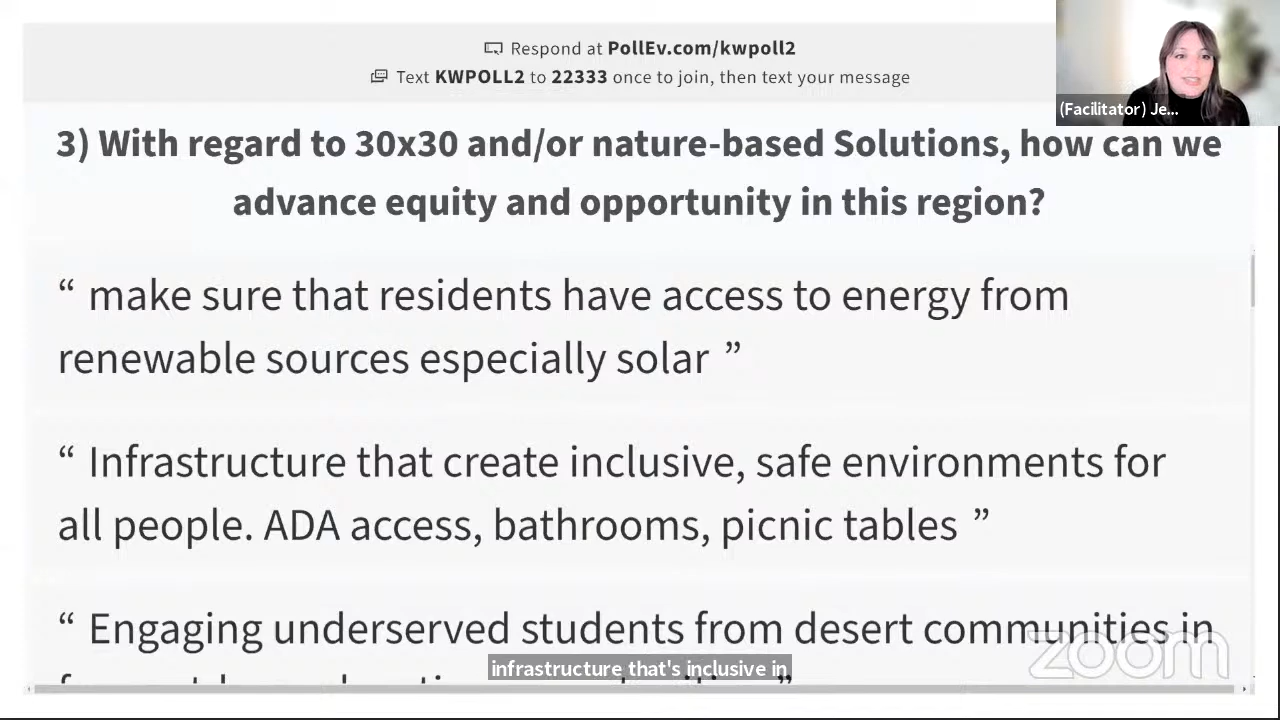 Respond at PollEv.com/kwpoll2
Text KWPOLL2 to 22333 once to join, then text your message
(Facilitator) Je...
3) With regard to 30x30 and/or nature-based Solutions, how can we
advance equity and opportunity in this region?
“ make sure that residents have access to energy from
renewable sources especially solar ”
“ Infrastructure that create inclusive, safe environments for
all people. ADA access, bathrooms, picnic tables ”
“ Engaging underserved students from desert communities in
infrastructure that's inclusive in
zoom